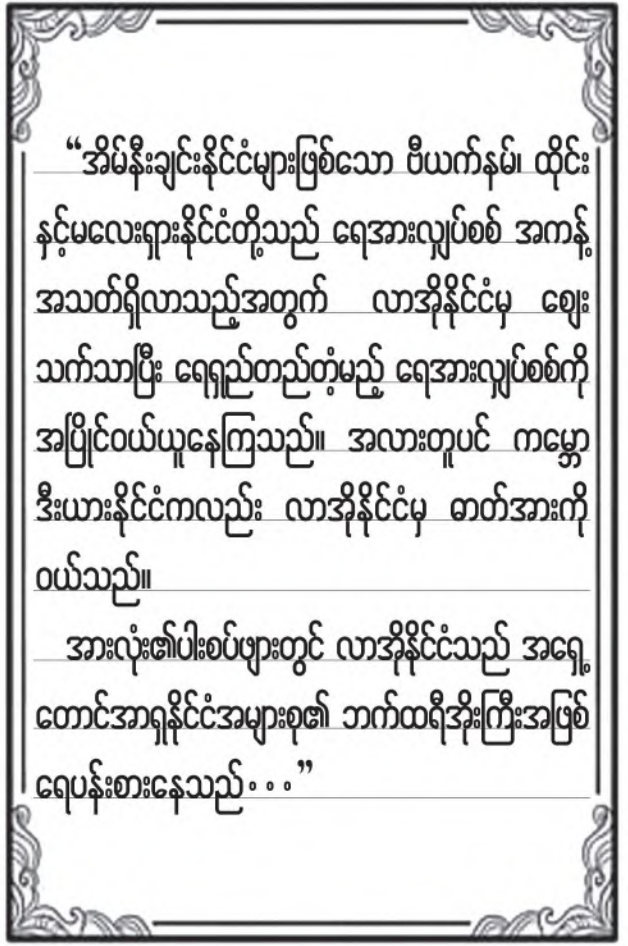 “အိမ်နီးချင်းနိုင်ငံများဖြစ်သော ဗီယက်နမ်၊ ထိုင်း
နှင့်မလေးရှားနိုင်ငံတို့သည် ရေအားလျှပ်စစ် အကန့်
အသတ်ရှိလာသည့်အတွက် လာအိုနိုင်ငံမှ ဈေး
သက်သာပြီး ရေရှည်တည်တံ့မည့် ရေအားလျှပ်စစ်ကို
အပြိုင်ဝယ်ယူနေကြသည်။ အလားတူပင် ကမ္ဘော
ဒီးယားနိုင်ငံကလည်း လာအိုနိုင်ငံမှ ဓာတ်အားကို
ဝယ်သည်။
အားလုံး၏ပါးစပ်ဖျားတွင် လာအိုနိုင်ငံသည် အရှေ့
တောင်အာရှနိုင်ငံအများစု၏ ဘက်ထရီအိုးကြီးအဖြစ်
ရေပန်းစားနေသည်...”